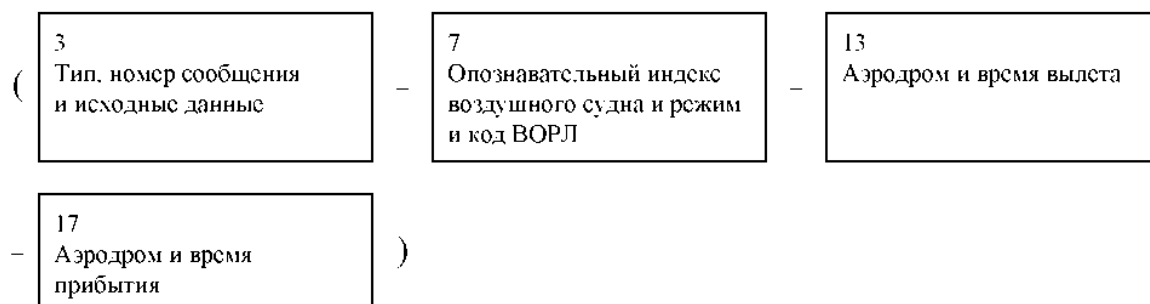 3
Тип, номер сообщения
и исходные данные
7
Опознавательный индекс
воздушного судна и режим
и код ВОРЛ
13
Аэродром и время вылета
( – –
17
Аэродром и время
прибытия
– )